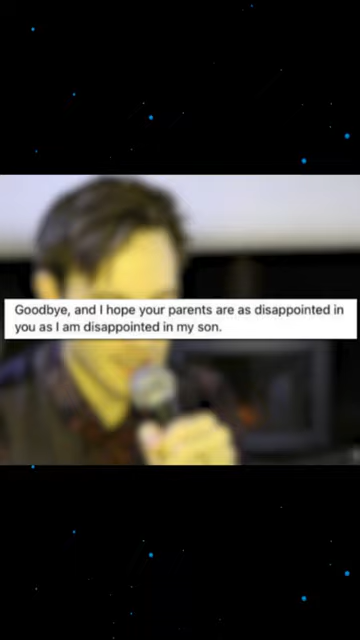 Goodbye, and I hope your parents are as disappointed in
you as I am disappointed in my son.